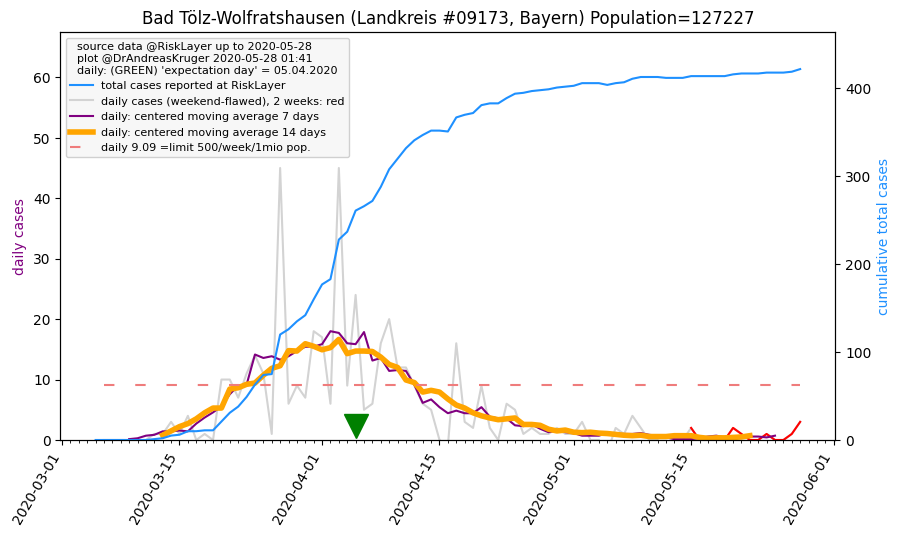 Bad Tölz-Wolfratshausen (Landkreis #09173, Bayern) Population=127227
source data @RiskLayer up to 2020-05-28
plot @DrAndreasKruger 2020-05-28 01:41
daily: (GREEN) 'expectation day' = 05.04.2020
total cases reported at RiskLayer
daily cases (weekend-flawed), 2 weeks: red
daily: centered moving average 7 days
daily: centered moving average 14 days
daily 9.09 =limit 500/week/1mio pop.
daily cases
60
50
40
30
20
10
0
400
300
200
100
0
cumulative total cases
2020-03-01
2020-03-15
2020-04-01
2020-04-15
2020-05-01
2020-05-15
2020-06-01